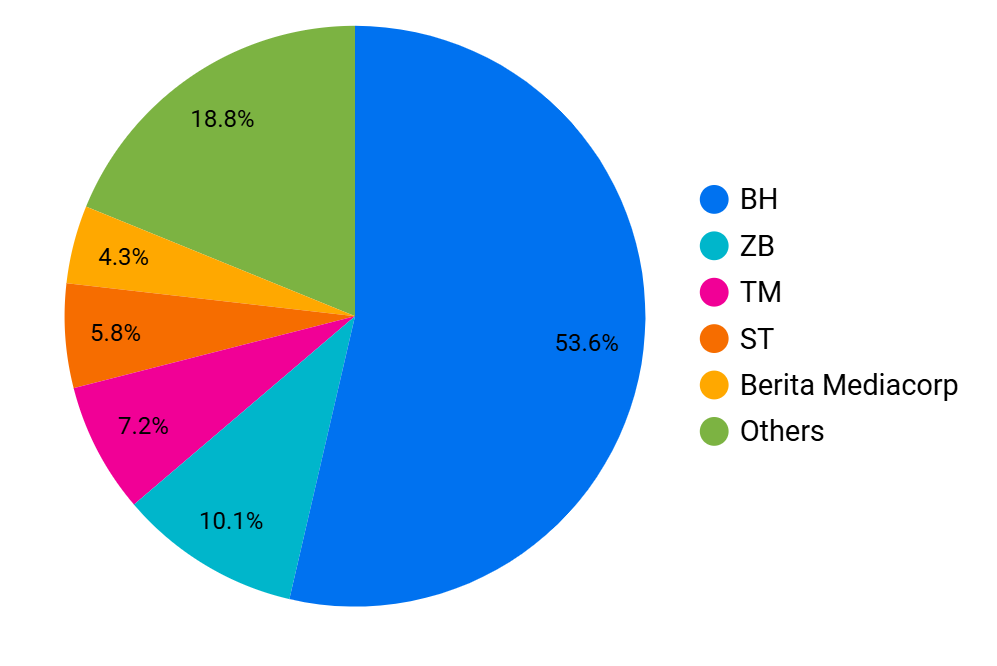 18.8%
4.3%
5.8%
7.2%
10.1%
53.6%
BH
ZB
TM
ST
Berita Mediacorp
Others